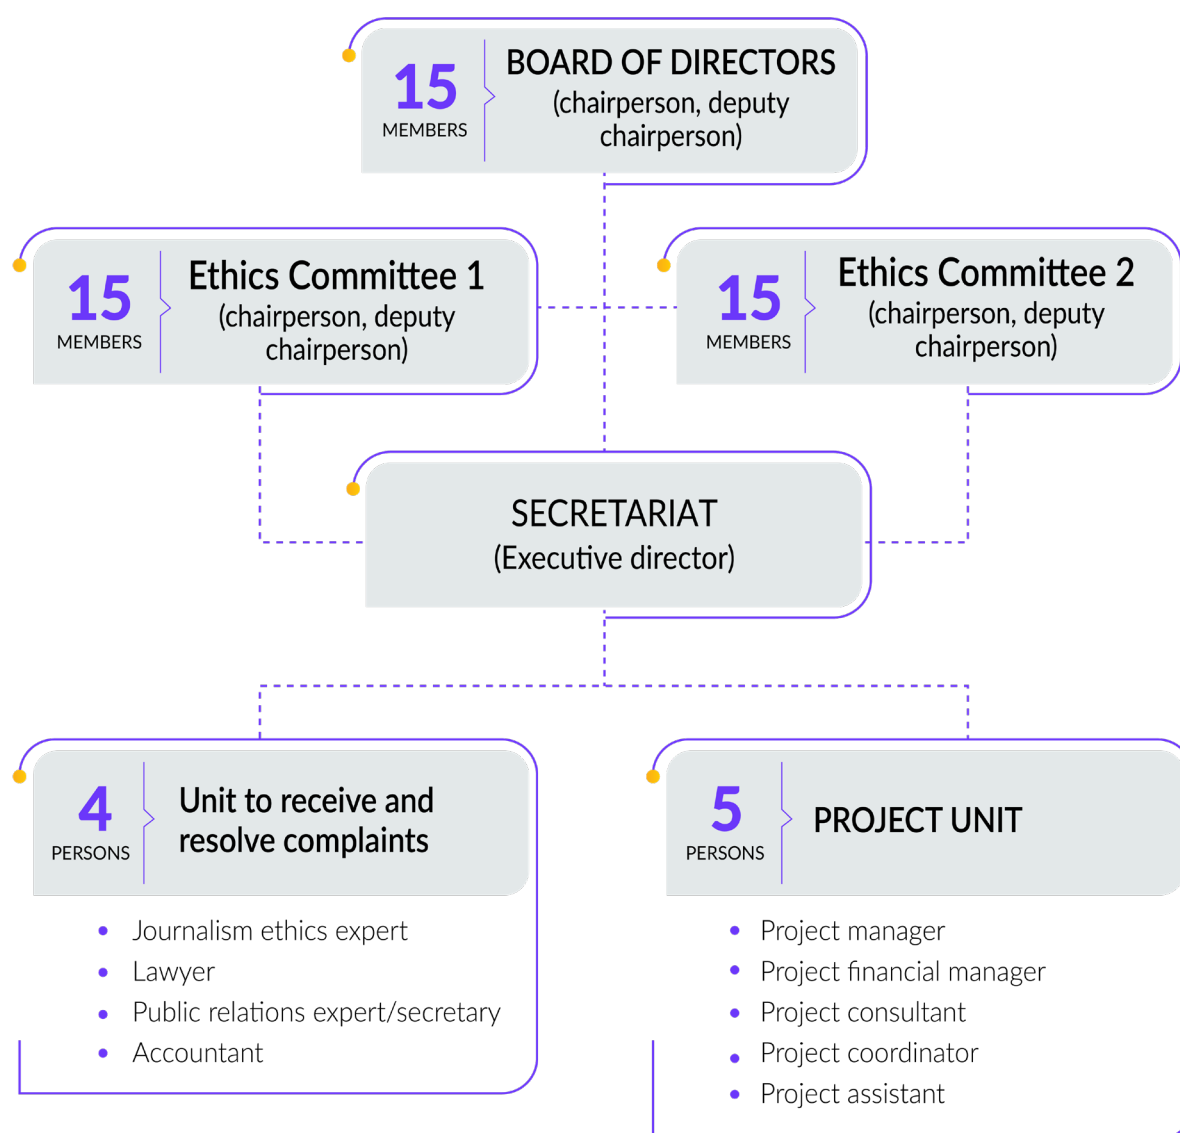 15
MEMBERS
BOARD OF DIRECTORS
(chairperson, deputy
chairperson)
15
MEMBERS
Ethics Committee 1
(chairperson, deputy
chairperson)
15
MEMBERS
Ethics Committee 2
(chairperson, deputy
chairperson)
SECRETARIAT
(Executive director)
4
PERSONS
Unit to receive and
resolve complaints
Journalism ethics expert
Lawyer
Public relations expert/secretary
Accountant
5
PERSONS
PROJECT UNIT
Project manager
Project financial manager
Project consultant
Project coordinator
Project assistant